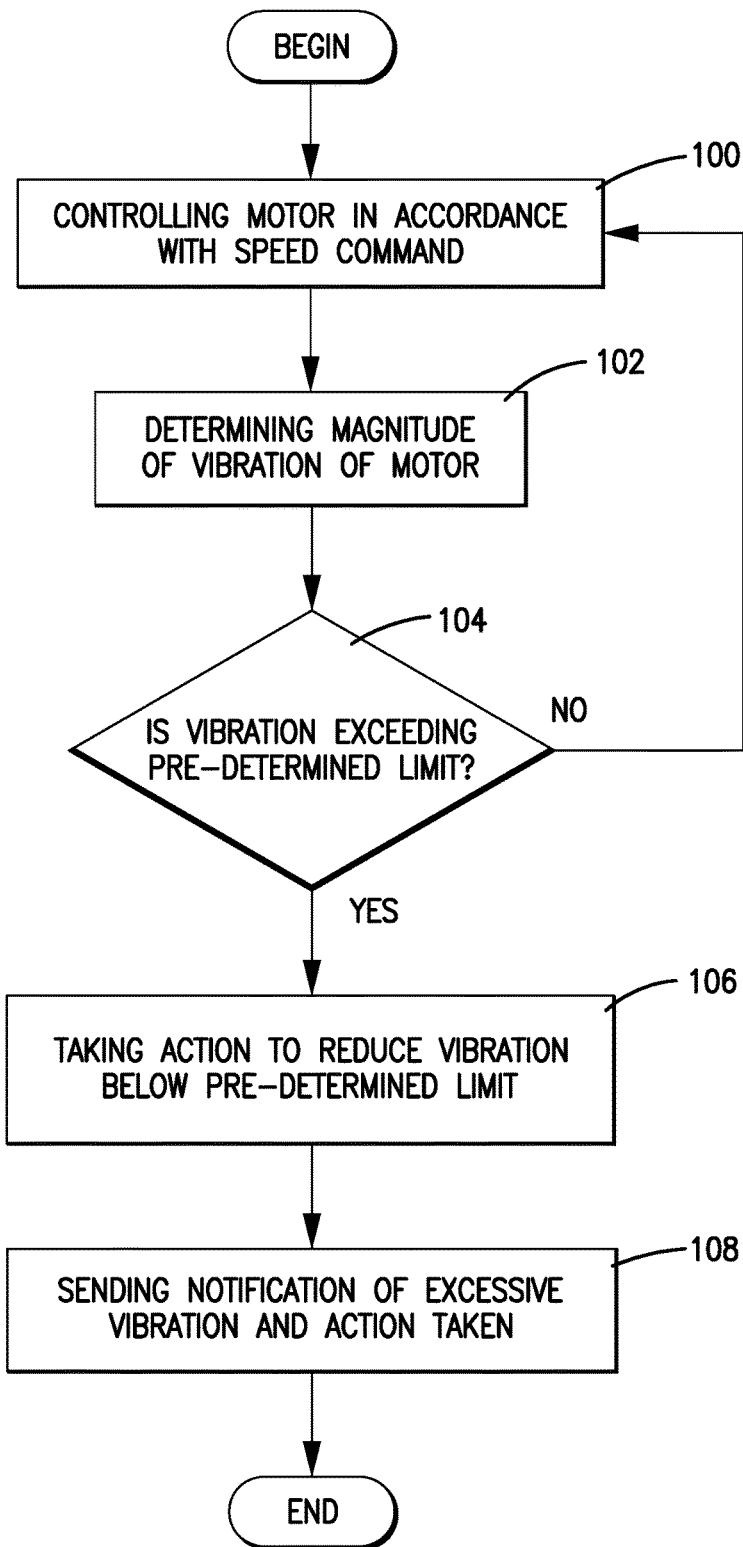 BEGIN
100
CONTROLLING MOTOR IN ACCORDANCE
WITH SPEED COMMAND
102
DETERMINING MAGNITUDE
OF VIBRATION OF MOTOR
104
IS VIBRATION EXCEEDING
PRE-DETERMINED LIMIT?
NO
YES
106
TAKING ACTION TO REDUCE VIBRATION
BELOW PRE-DETERMINED LIMIT
108
SENDING NOTIFICATION OF EXCESSIVE
VIBRATION AND ACTION TAKEN
END